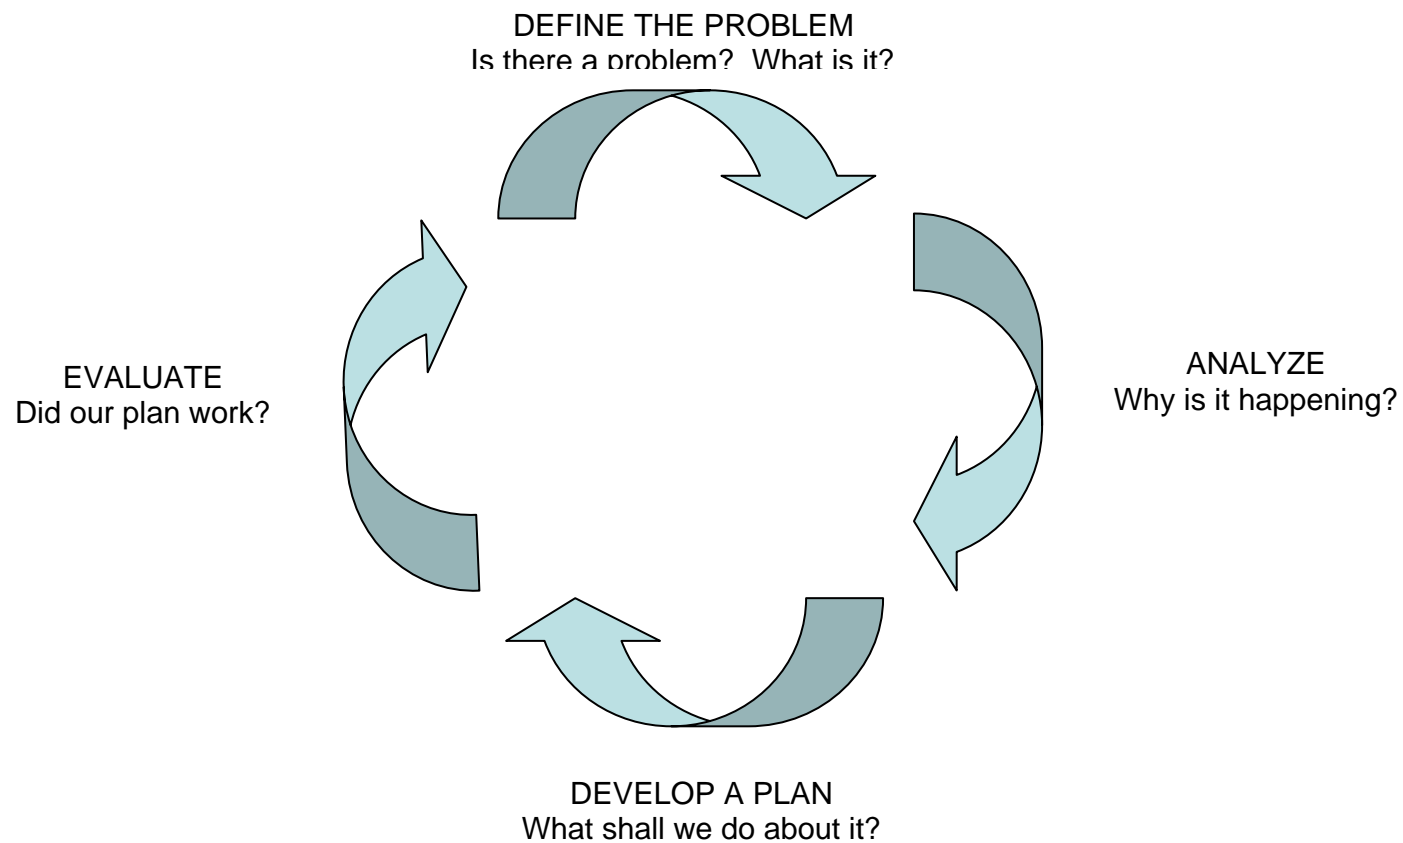 DEFINE THE PROBLEM
Is there a problem?  What is it?
ANALYZE
Why is it happening?
DEVELOP A PLAN
What shall we do about it?
EVALUATE
Did our plan work?